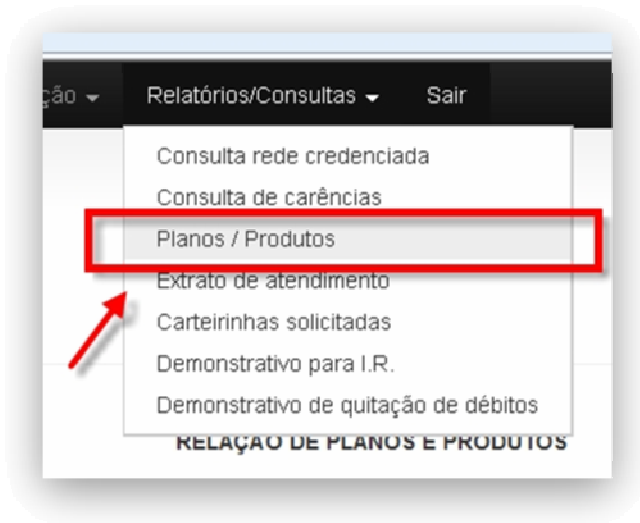 ção Relatórios/Consultas Sair
Consulta rede credenciada
Consulta de carências
Planos / Produtos
Extrato de atendimento
Carteirinhas solicitadas
Demonstrativo para I.R.
Demonstrativo de quitação de débitos
RELAÇÃO DE PLANOS E PRODUTOS